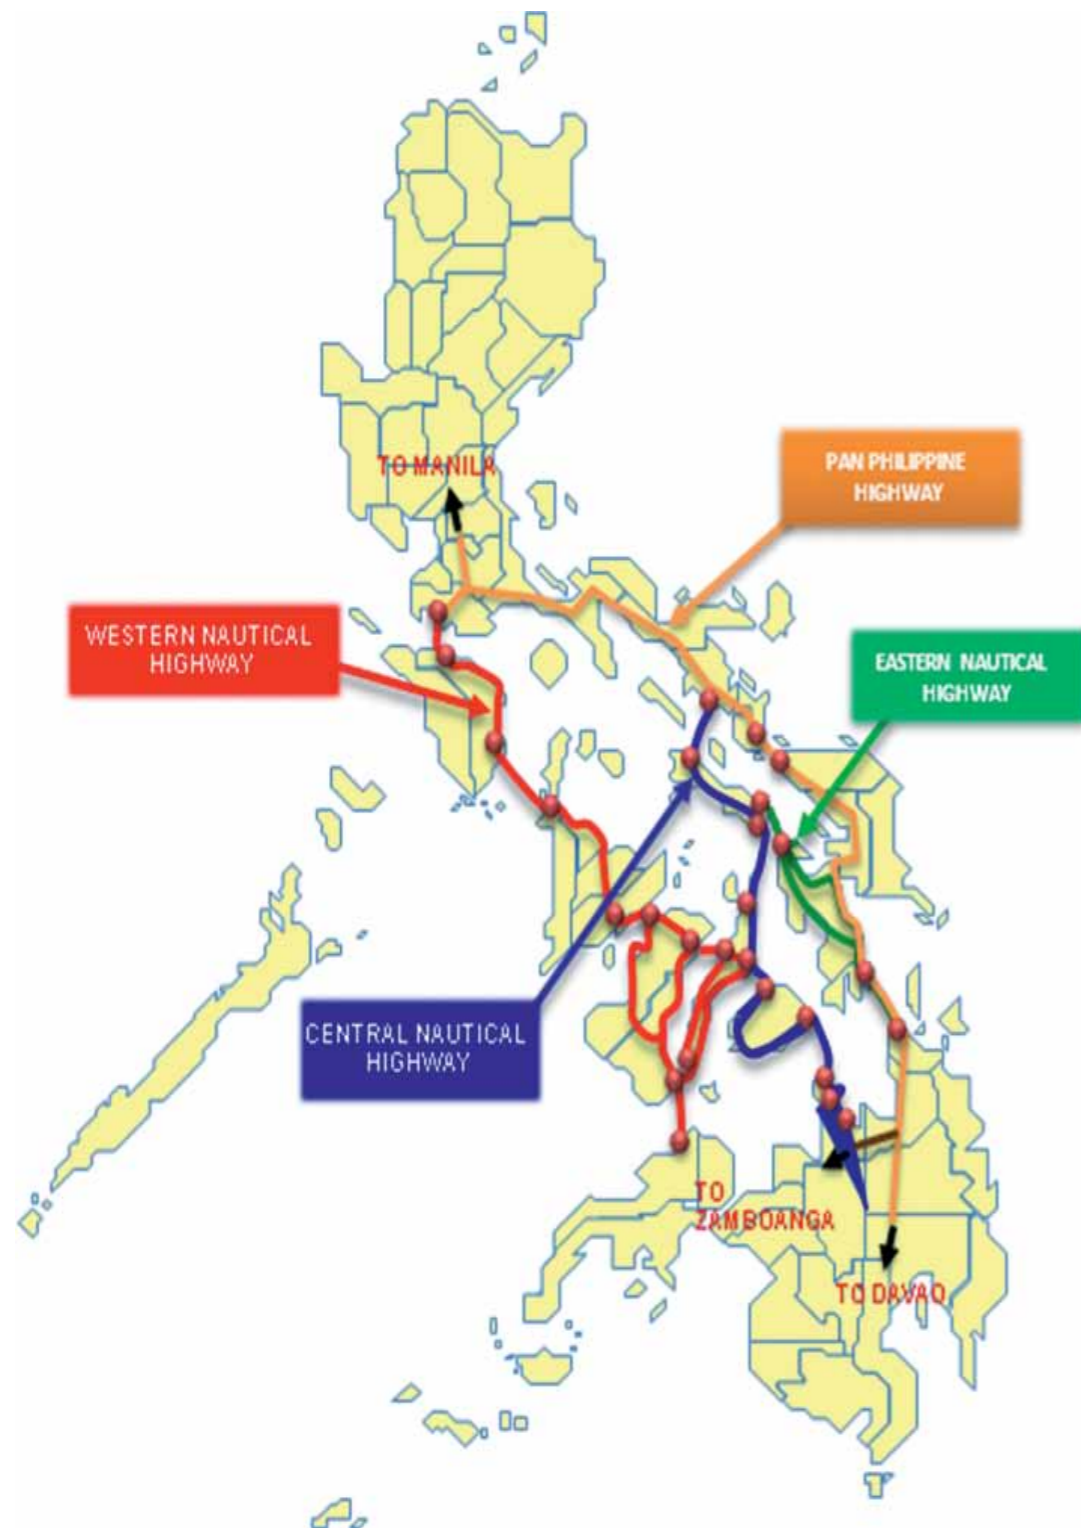 TO MANILA
PAN PHILIPPINE
HIGHWAY
WESTERN NAUTICAL
HIGHWAY
EASTERN NAUTICAL
HIGHWAY
CENTRAL NAUTICAL
HIGHWAY
TO
ZAMBOANGA
TO DAVAO